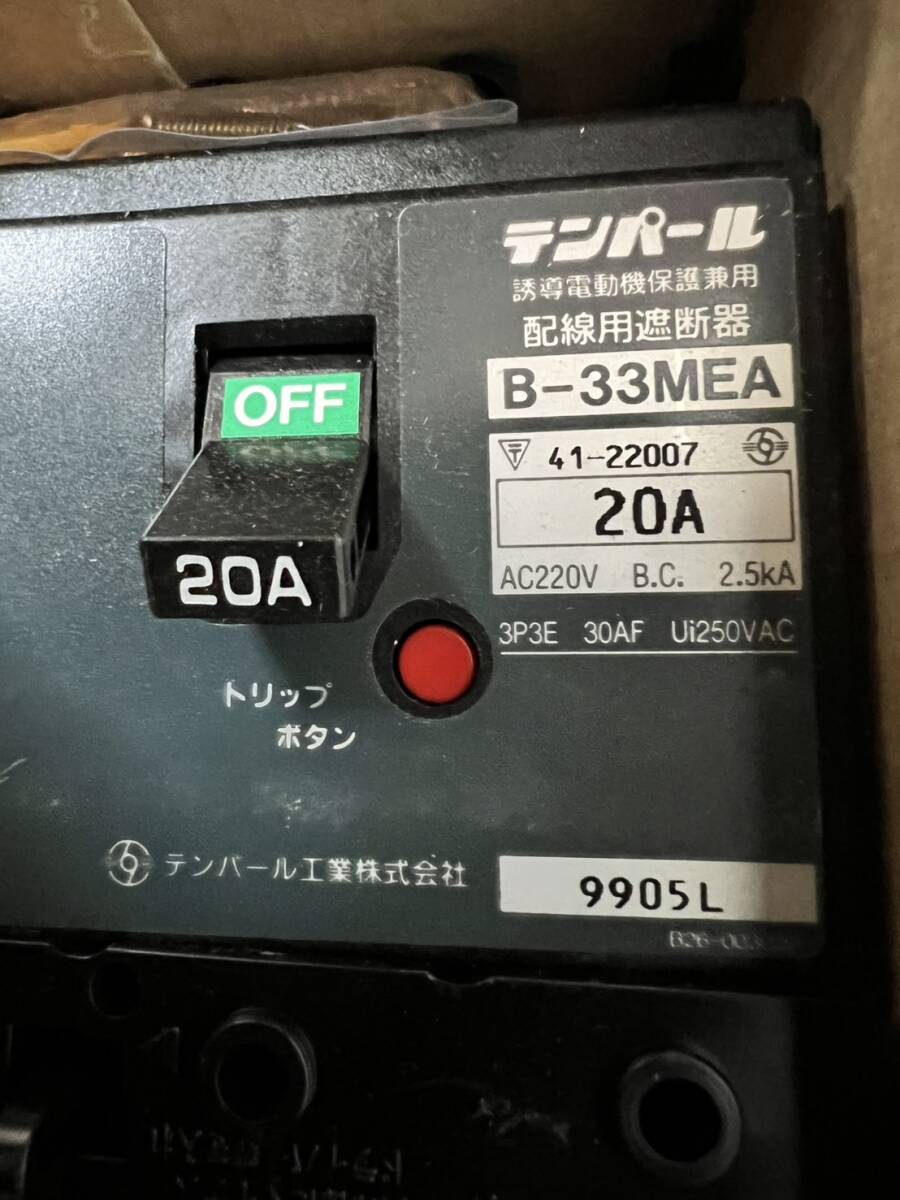 テンパール
誘導電動機保護兼用
配線用遮断器
B-33MEA
OFF
〒 41-22007
20A
20A
AC220V B.C. 2.5kA
3P3E 30AF Ui250VAC
トリップ
ボタン
テンパール工業株式会社
9905L